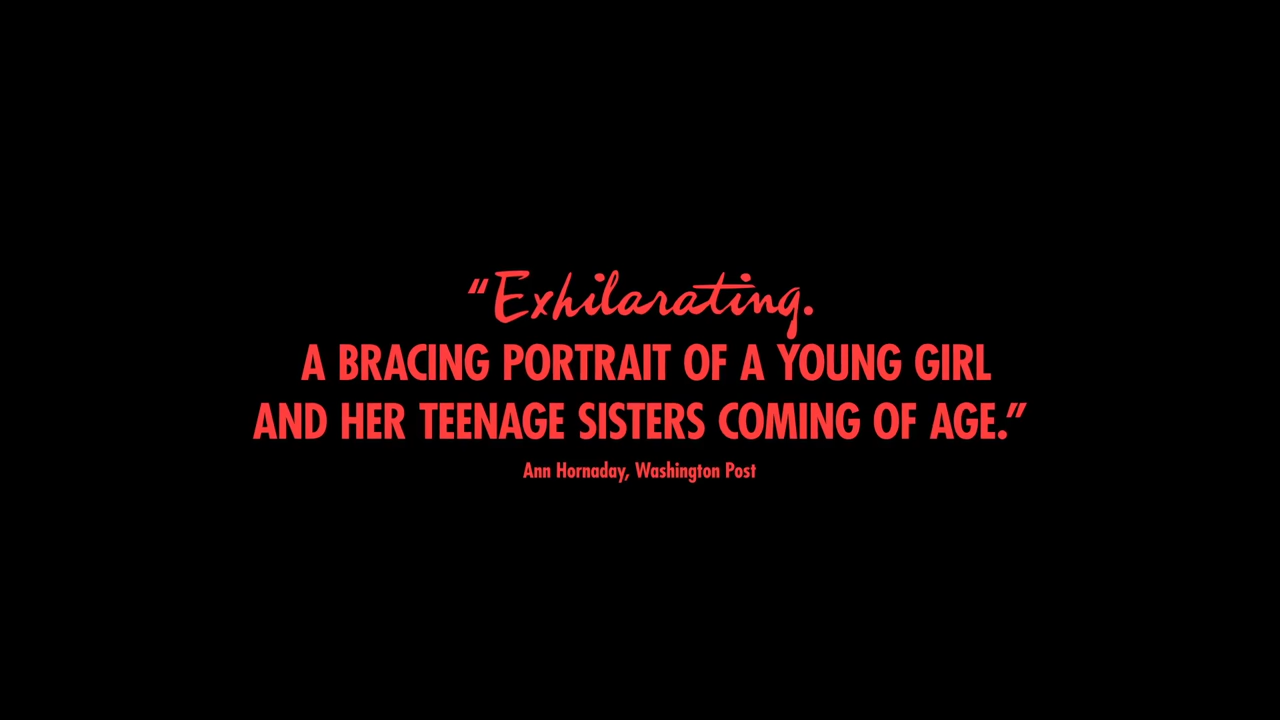 “Exhilarating.
A BRACING PORTRAIT OF A YOUNG GIRL
AND HER TEENAGE SISTERS COMING OF AGE.”
Ann Hornaday, Washington Post